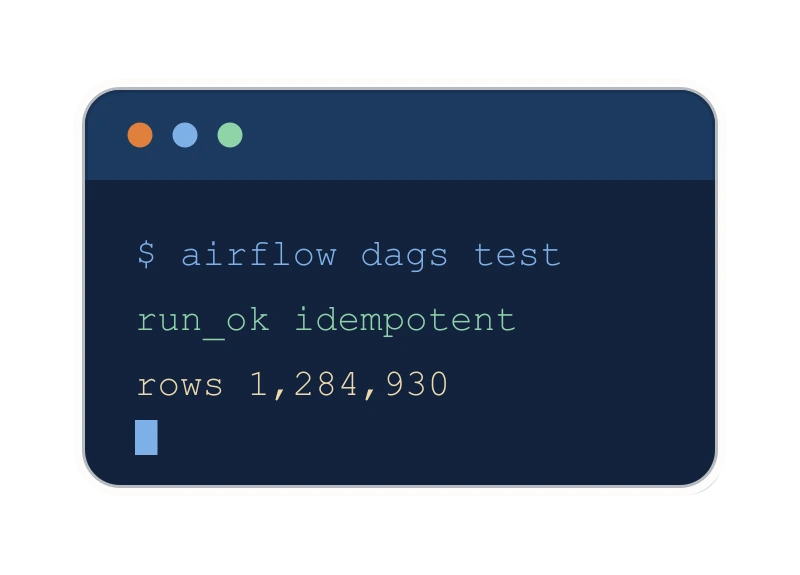 $ airflow dags test
run_ok idempotent
rows 1,284,930